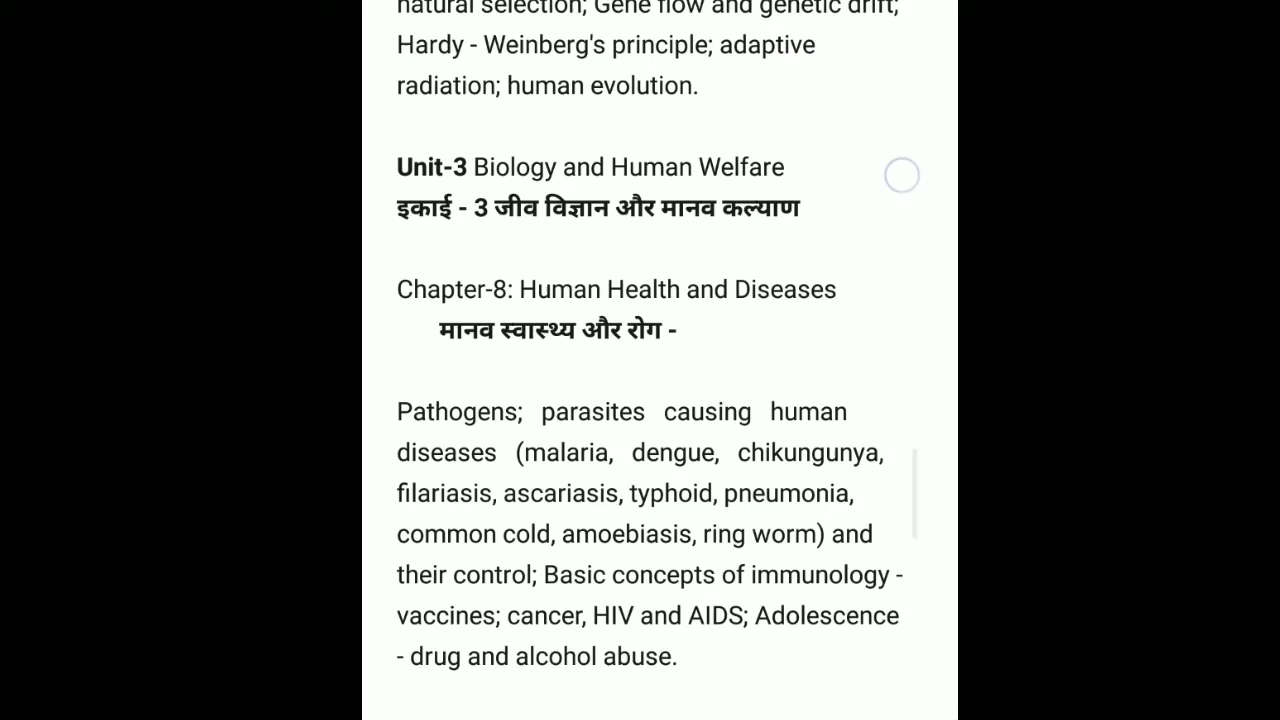 natural selection; Gene flow and genetic drift;
Hardy - Weinberg's principle; adaptive
radiation; human evolution.
Unit-3 Biology and Human Welfare
इकाई - 3 जीव विज्ञान और मानव कल्याण
Chapter-8: Human Health and Diseases
मानव स्वास्थ्य और रोग -
Pathogens; parasites causing human
diseases (malaria, dengue, chikungunya,
filariasis, ascariasis, typhoid, pneumonia,
common cold, amoebiasis, ring worm) and
their control; Basic concepts of immunology -
vaccines; cancer, HIV and AIDS; Adolescence
- drug and alcohol abuse.